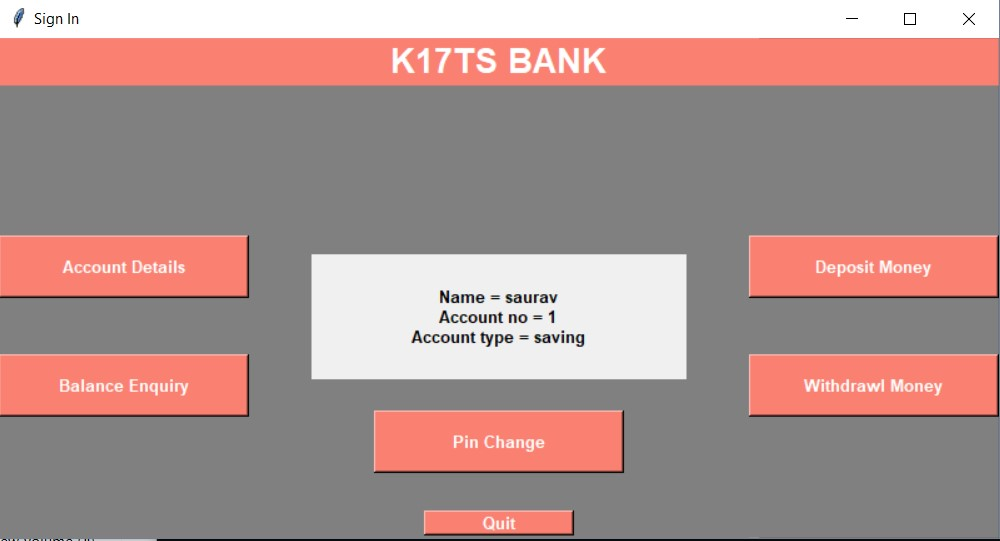 Sign In
K17TS BANK
Account Details
Deposit Money
Name = saurav
Account no = 1
Account type = saving
Balance Enquiry
Withdrawl Money
Pin Change
Quit